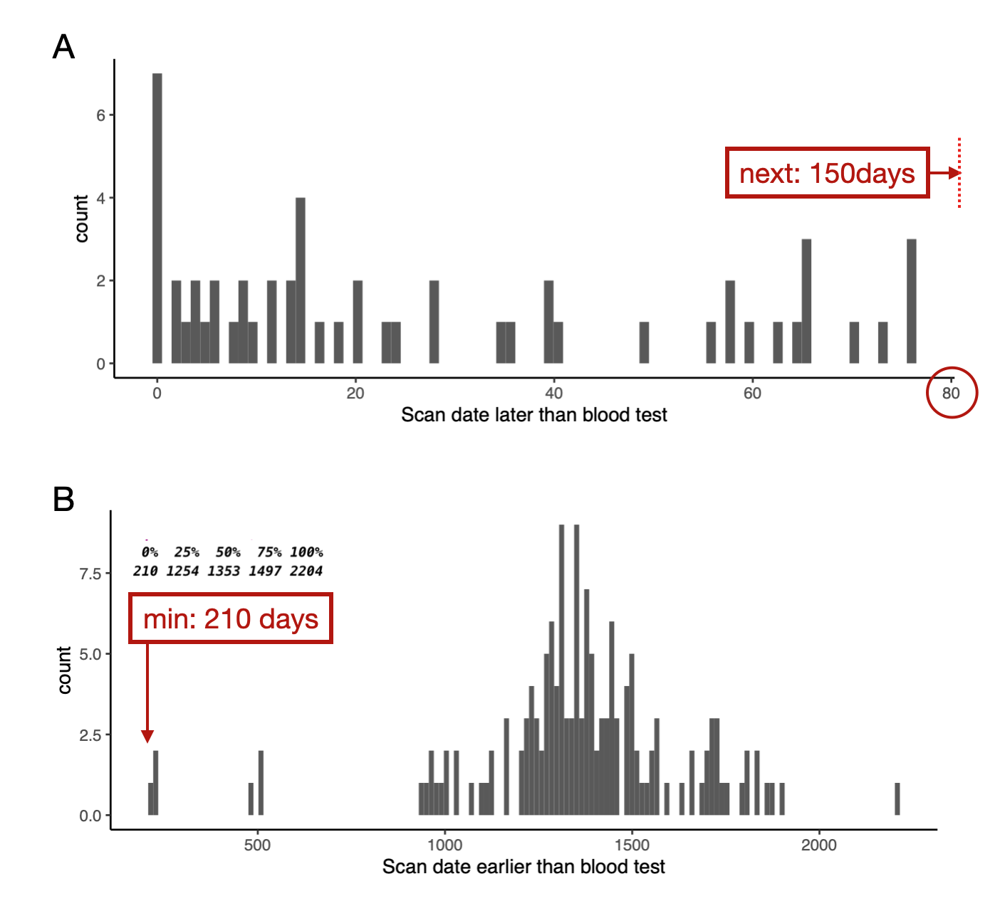 A
6
4
2
0
count
next: 150days
0 20 40 60 80
Scan date later than blood test
B
0% 25% 50% 75% 100%
210 1254 1353 1497 2204
min: 210 days
7.5
5.0
2.5
0.0
count
500 1000 1500 2000
Scan date earlier than blood test